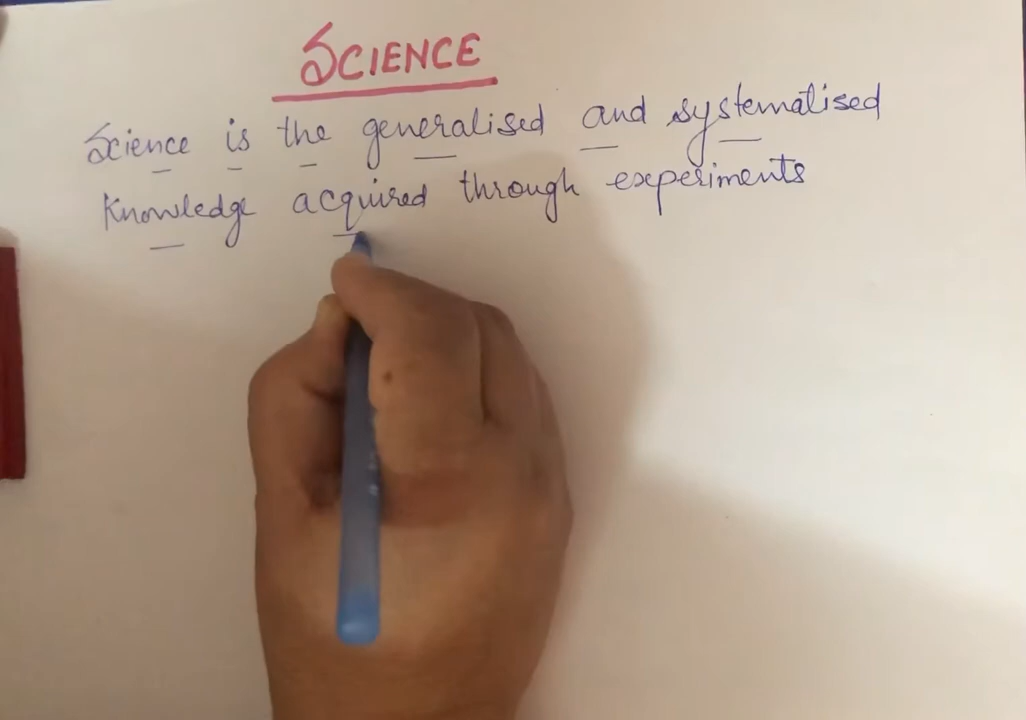 SCIENCE
Science is the generalised and systematised
Knowledge acquired through experiments